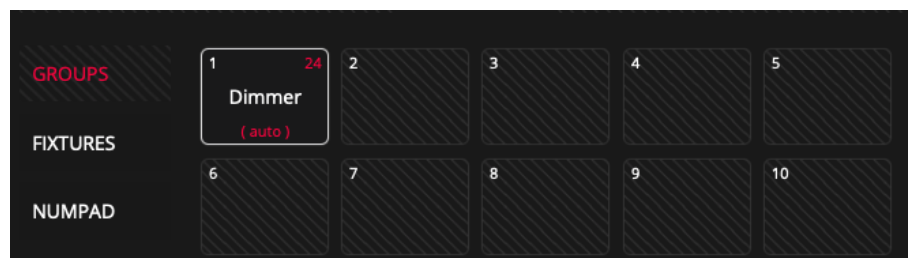 GROUPS
FIXTURES
NUMPAD
1 24
Dimmer
( auto )
2
3
4
5
6
7
8
9
10